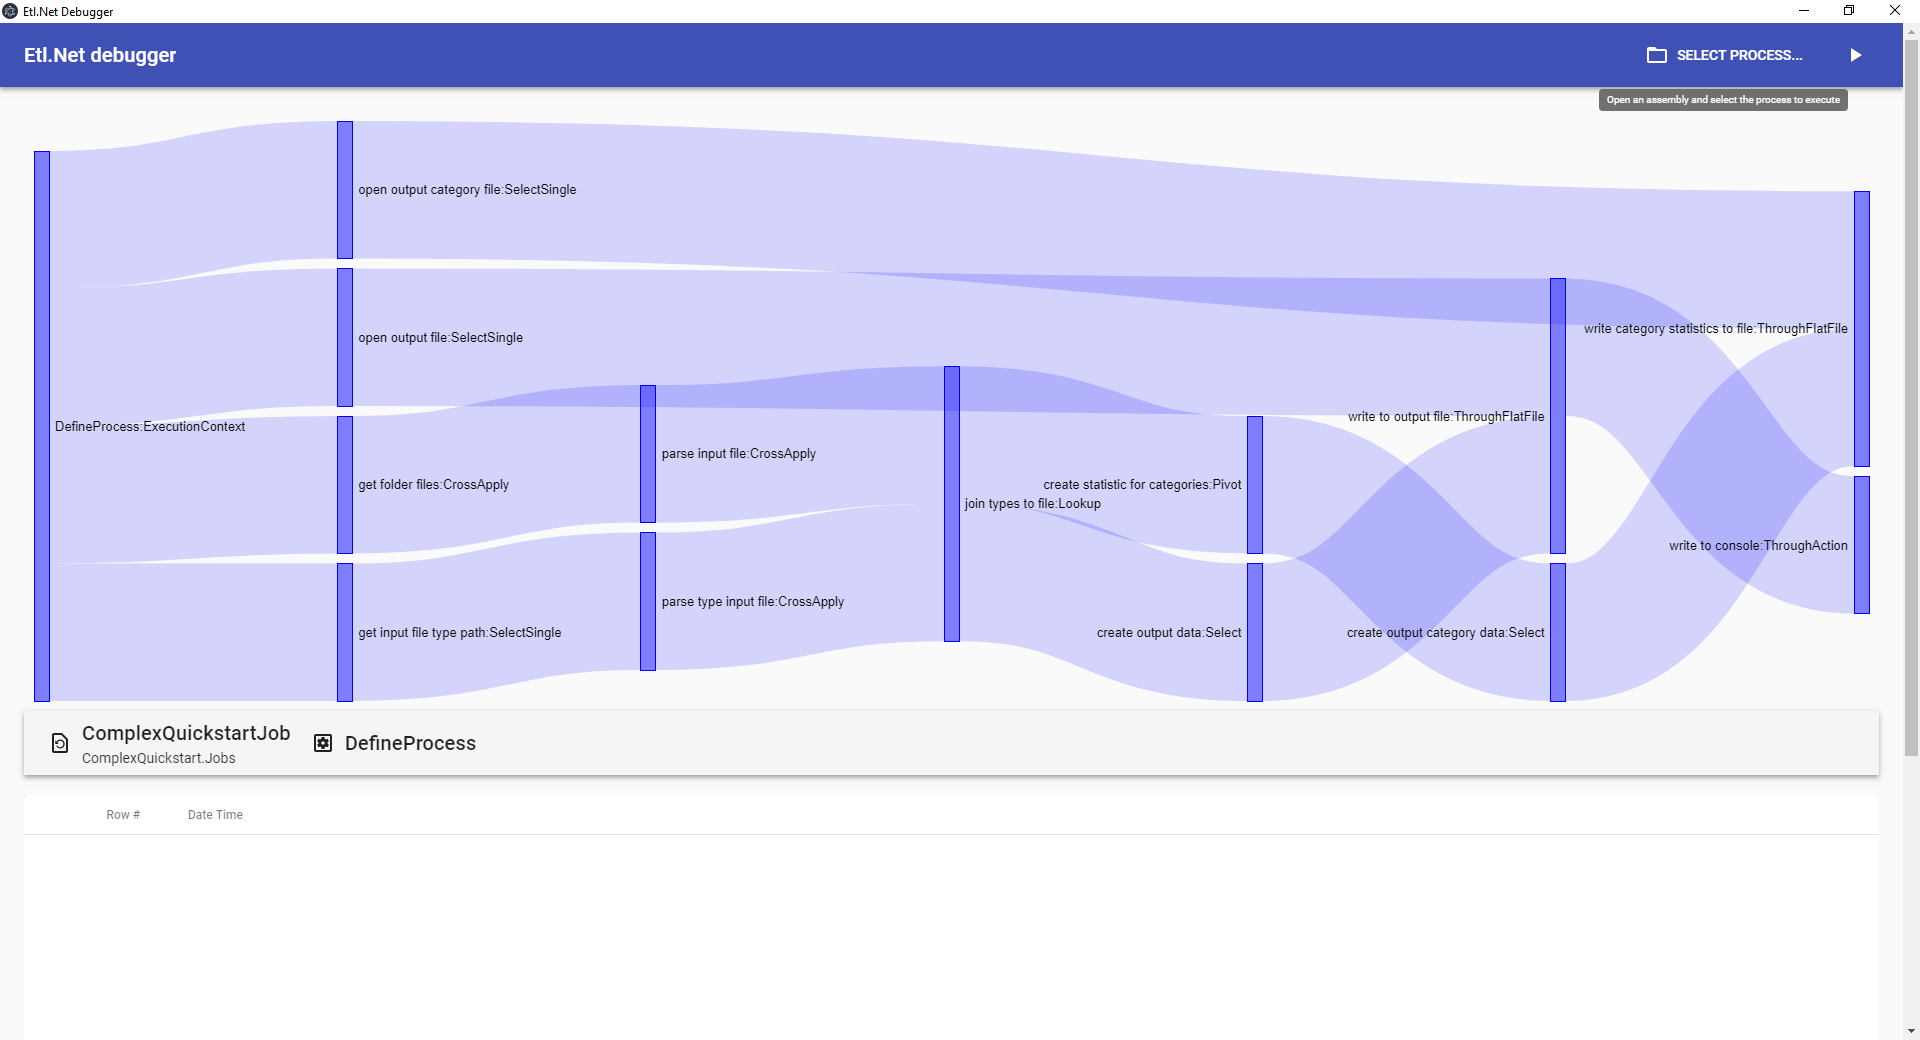 Etl.Net Debugger
Etl.Net debugger
SELECT PROCESS...
Open an assembly and select the process to execute
open output category file:SelectSingle
write category statistics to file:ThroughFlatFile
open output file:SelectSingle
write to output file:ThroughFlatFile
DefineProcess:ExecutionContext
parse input file:CrossApply
get folder files:CrossApply
create statistic for categories:Pivot
join types to file:Lookup
write to console:ThroughAction
parse type input file:CrossApply
get input file type path:SelectSingle
create output data:Select
create output category data:Select
ComplexQuickstartJob
ComplexQuickstart.Jobs
DefineProcess
Row # Date Time